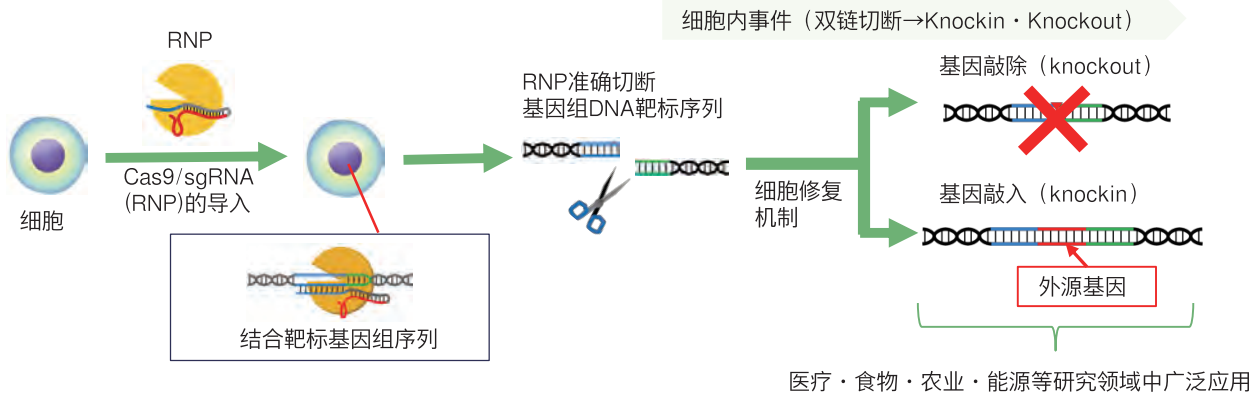 细胞内事件（双链切断→Knockin・Knockout）
RNP
细胞
Cas9/sgRNA
(RNP)的导入
结合靶标基因组序列
RNP准确切断
基因组DNA靶标序列
细胞修复
机制
基因敲除（knockout）
基因敲入（knockin）
外源基因
医疗・食物・农业・能源等研究领域中广泛应用